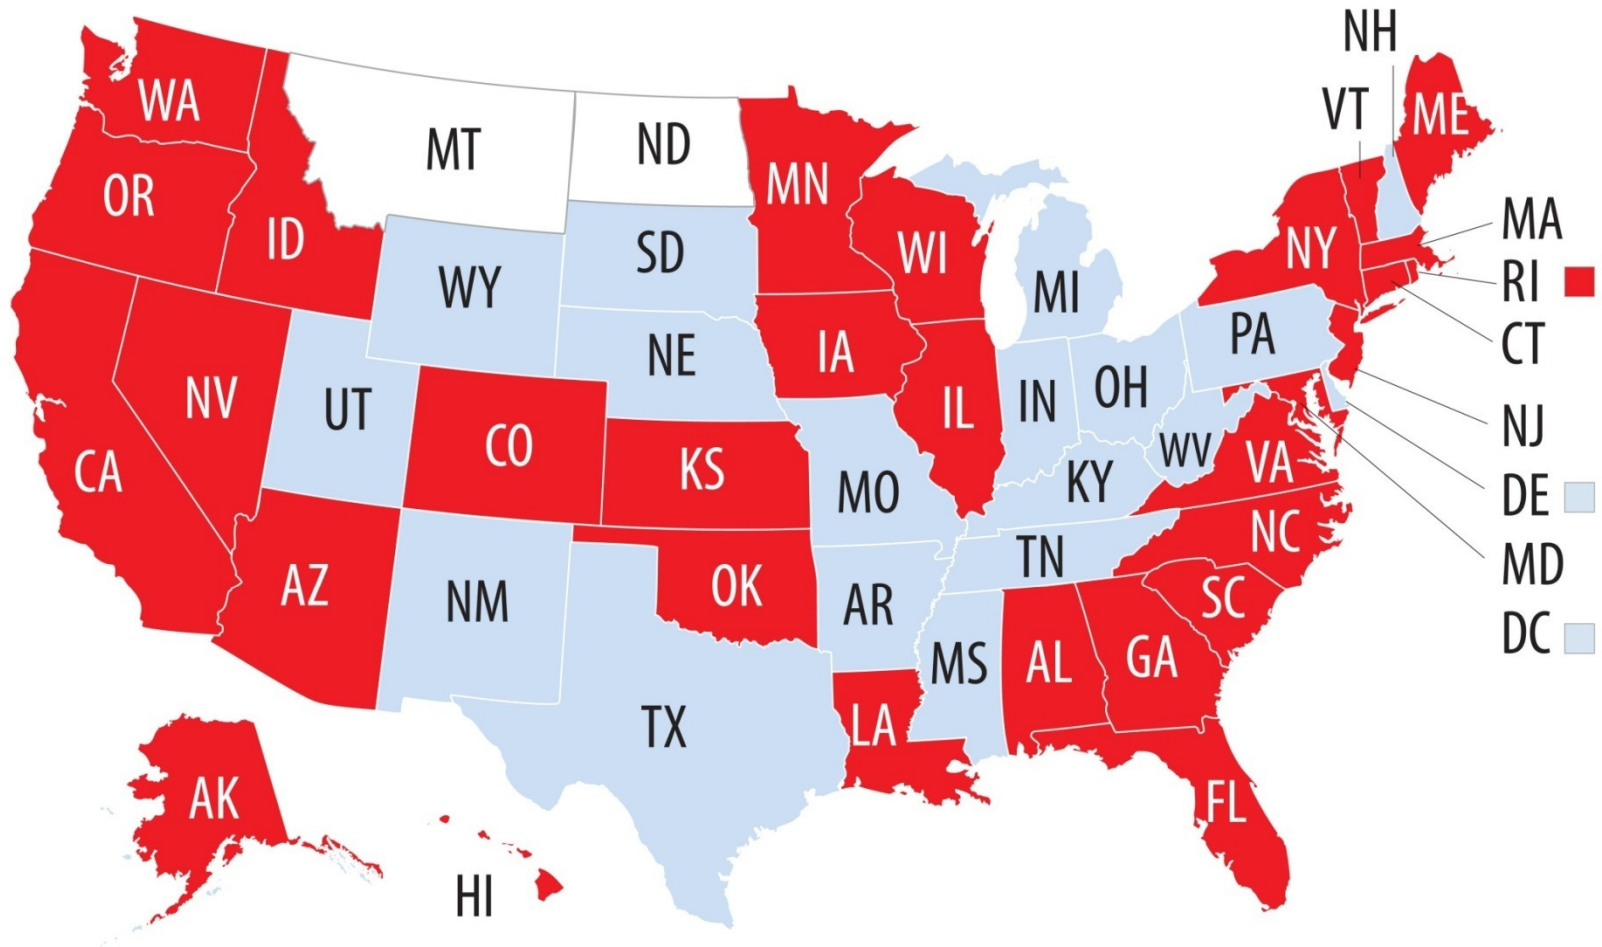 NH
VT
ME
WA
MT
ND
MN
OR
ID
SD
WI
NY
MA
WY
MI
RI
PA
CT
NE
IA
NV
UT
IN
OH
IL
NJ
CO
CA
KS
MO
KY
WV
VA
DE
NC
AZ
NM
OK
TN
MD
AR
SC
MS
AL
GA
DC
TX
LA
AK
FL
HI